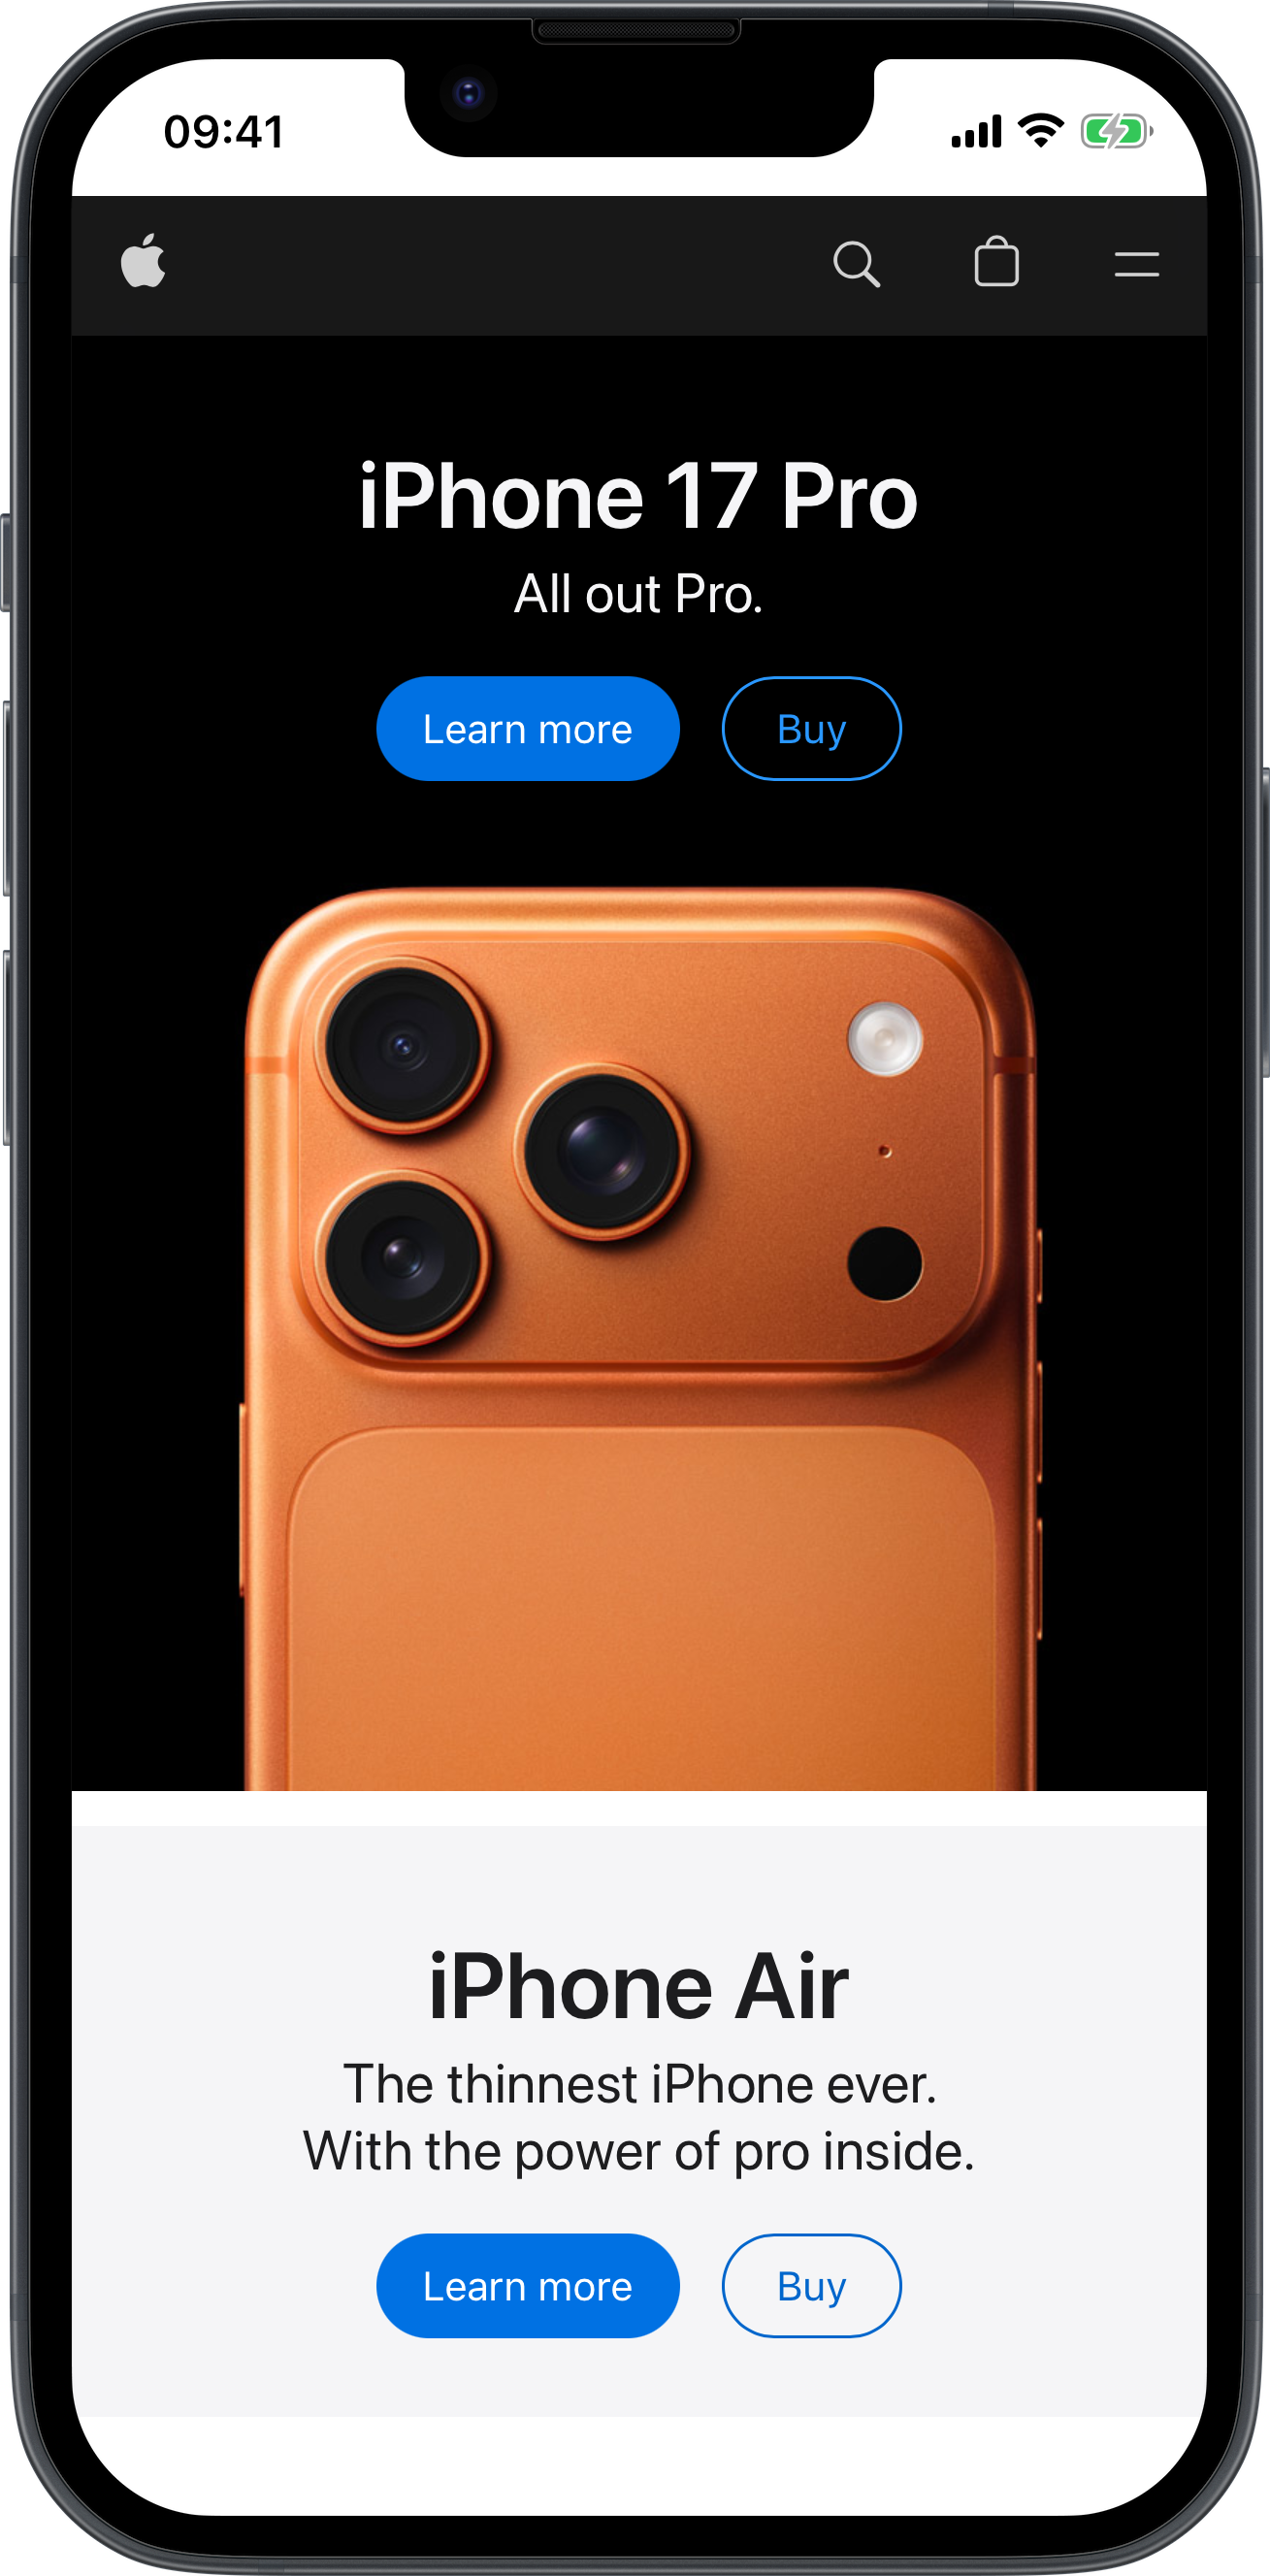 09:41
iPhone 17 Pro
All out Pro.
Learn more
Buy
iPhone Air
The thinnest iPhone ever.
With the power of pro inside.
Learn more
Buy